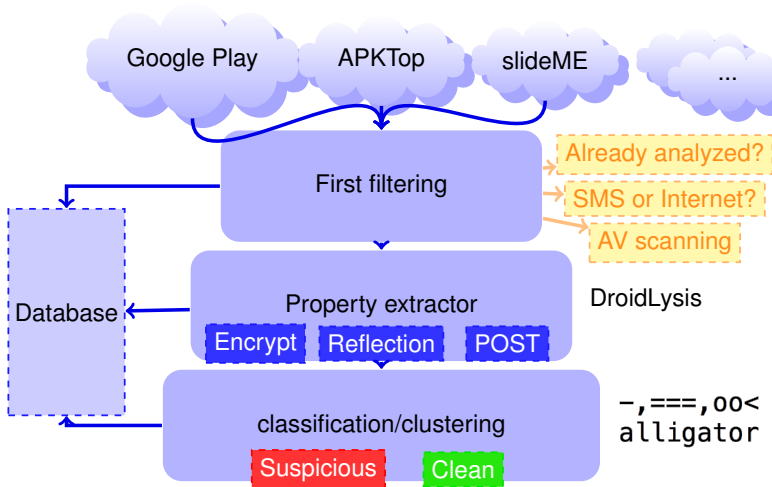 Google Play
APKTop
slideME
...
First filtering
Already analyzed?
SMS or Internet?
AV scanning
Database
Property extractor
DroidLysis
Encrypt
Reflection
POST
classification/clustering
-,===,oo<
alligator
Suspicious
Clean